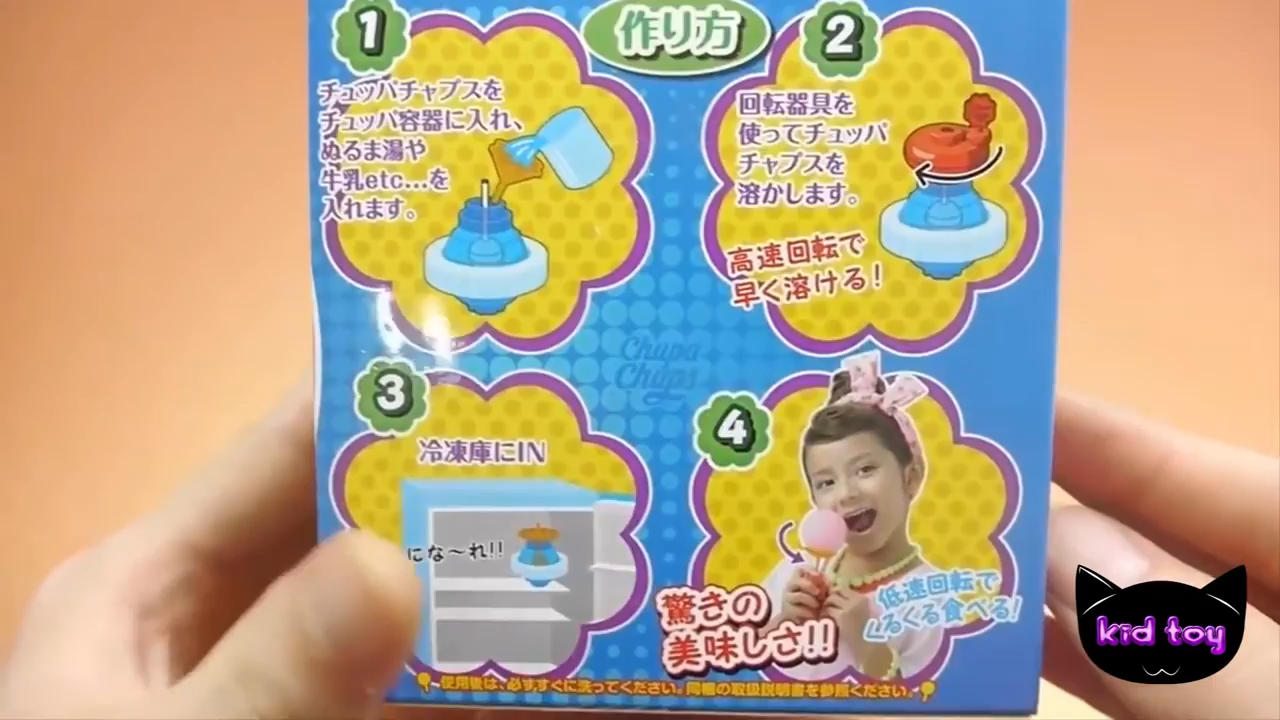 作り方
1
チュッパチャプスを
チュッパ容器に入れ、
ぬるま湯や
牛乳etc...を
入れます。
2
回転器具を
使ってチュッパ
チャプスを
溶かします。
高速回転で
早く溶ける!
Chupa
Chups
3
冷凍庫にIN
にな〜れ!!
4
驚きの
美味しさ!!
低速回転で
くるくる食べる!
使用後は、必ずすぐに洗ってください。同梱の取扱説明書を参照ください。
kid toy